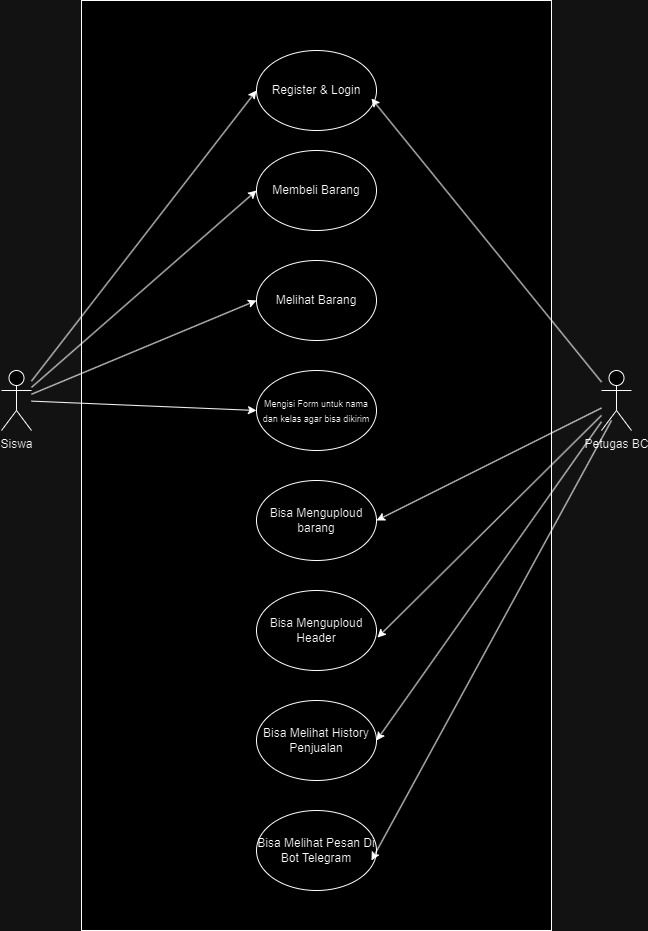 Register & Login
Membeli Barang
Melihat Barang
Mengisi Form untuk nama
dan kelas agar bisa dikirim
Siswa
Petugas BC
Bisa Menguploud
barang
Bisa Menguploud
Header
Bisa Melihat History
Penjualan
Bisa Melihat Pesan Di
Bot Telegram